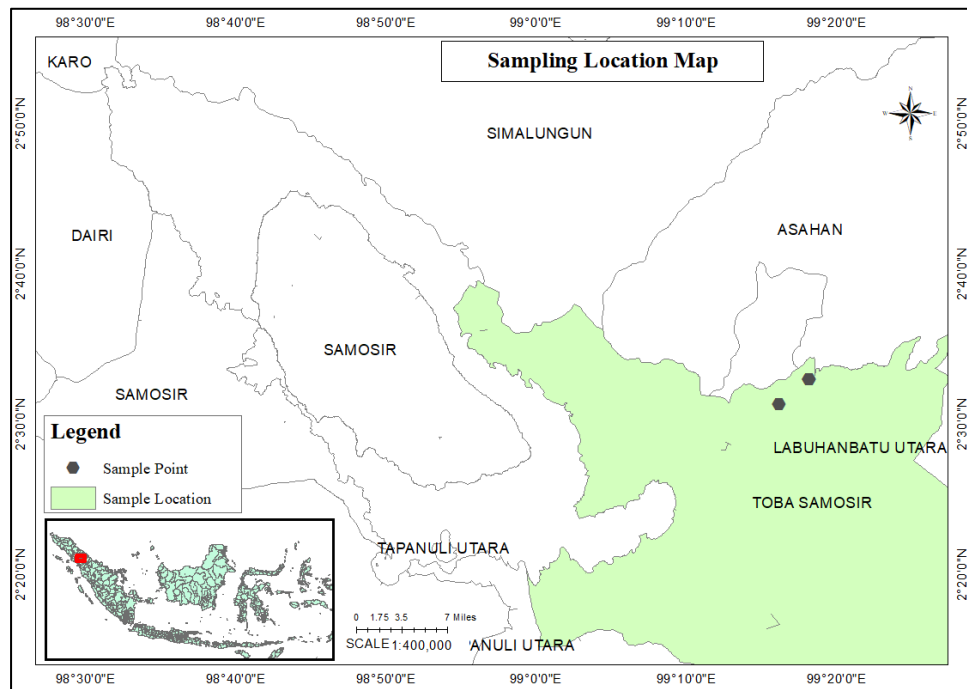 98°30'0"E 98°40'0"E 98°50'0"E 99°0'0"E 99°10'0"E 99°20'0"E
Sampling Location Map
KARO
N
W E
S
2°50'0"N 2°50'0"N
SIMALUNGUN
DAIRI
ASAHAN
2°40'0"N 2°40'0"N
SAMOSIR
SAMOSIR
2°30'0"N 2°30'0"N
Legend
Sample Point
Sample Location
LABUHANBATU UTARA
TOBA SAMOSIR
TAPANULI UTARA
2°20'0"N 2°20'0"N
0 1.75 3.5 7 Miles
SCALE 1:400,000
ANULI UTARA
98°30'0"E 98°40'0"E 98°50'0"E 99°0'0"E 99°10'0"E 99°20'0"E